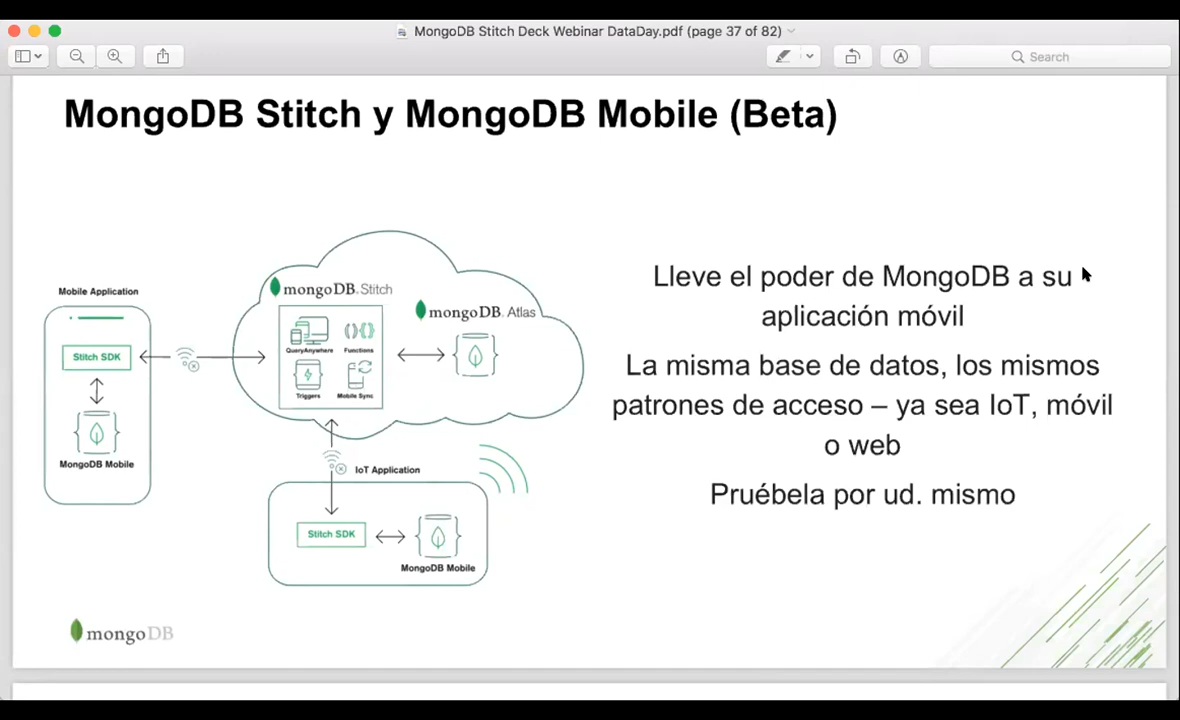 MongoDB Stitch Deck Webinar DataDay.pdf (page 37 of 82)
Search
MongoDB Stitch y MongoDB Mobile (Beta)
Mobile Application
Stitch SDK
MongoDB Mobile
mongoDB. Stitch
QueryAnywhere
Functions
Triggers
Mobile Sync
mongoDB. Atlas
IoT Application
Stitch SDK
MongoDB Mobile
Lleve el poder de MongoDB a su
aplicación móvil
La misma base de datos, los mismos
patrones de acceso – ya sea IoT, móvil
o web
Pruébela por ud. mismo
mongoDB